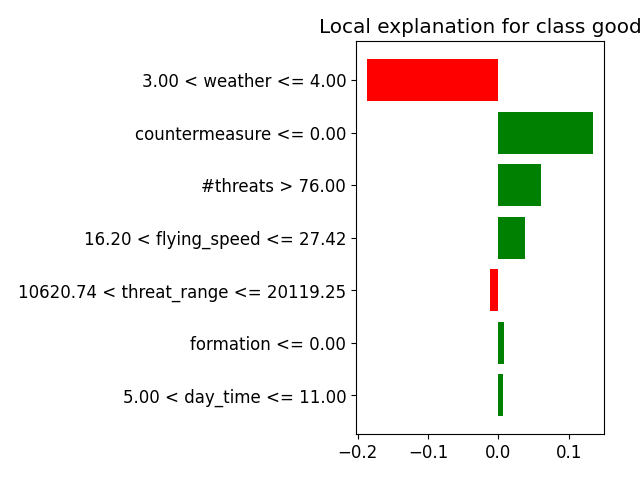 Local explanation for class good
3.00 < weather <= 4.00
countermeasure <= 0.00
#threats > 76.00
16.20 < flying_speed <= 27.42
10620.74 < threat_range <= 20119.25
formation <= 0.00
5.00 < day_time <= 11.00
−0.2 −0.1 0.0 0.1